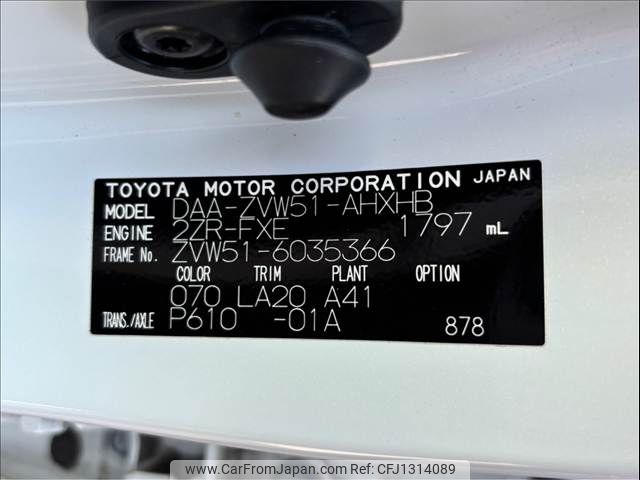 TOYOTA MOTOR CORPORATION JAPAN
MODEL DAA-ZVW51-AHXHB
ENGINE 2ZR-FXE 1797 mL
FRAME No. ZVW51-6035366
COLOR TRIM PLANT OPTION
070 LA20 A41
TRANS./AXLE P610 -01A 878
www.CarFromJapan.com | Ref No. CFJ1314089